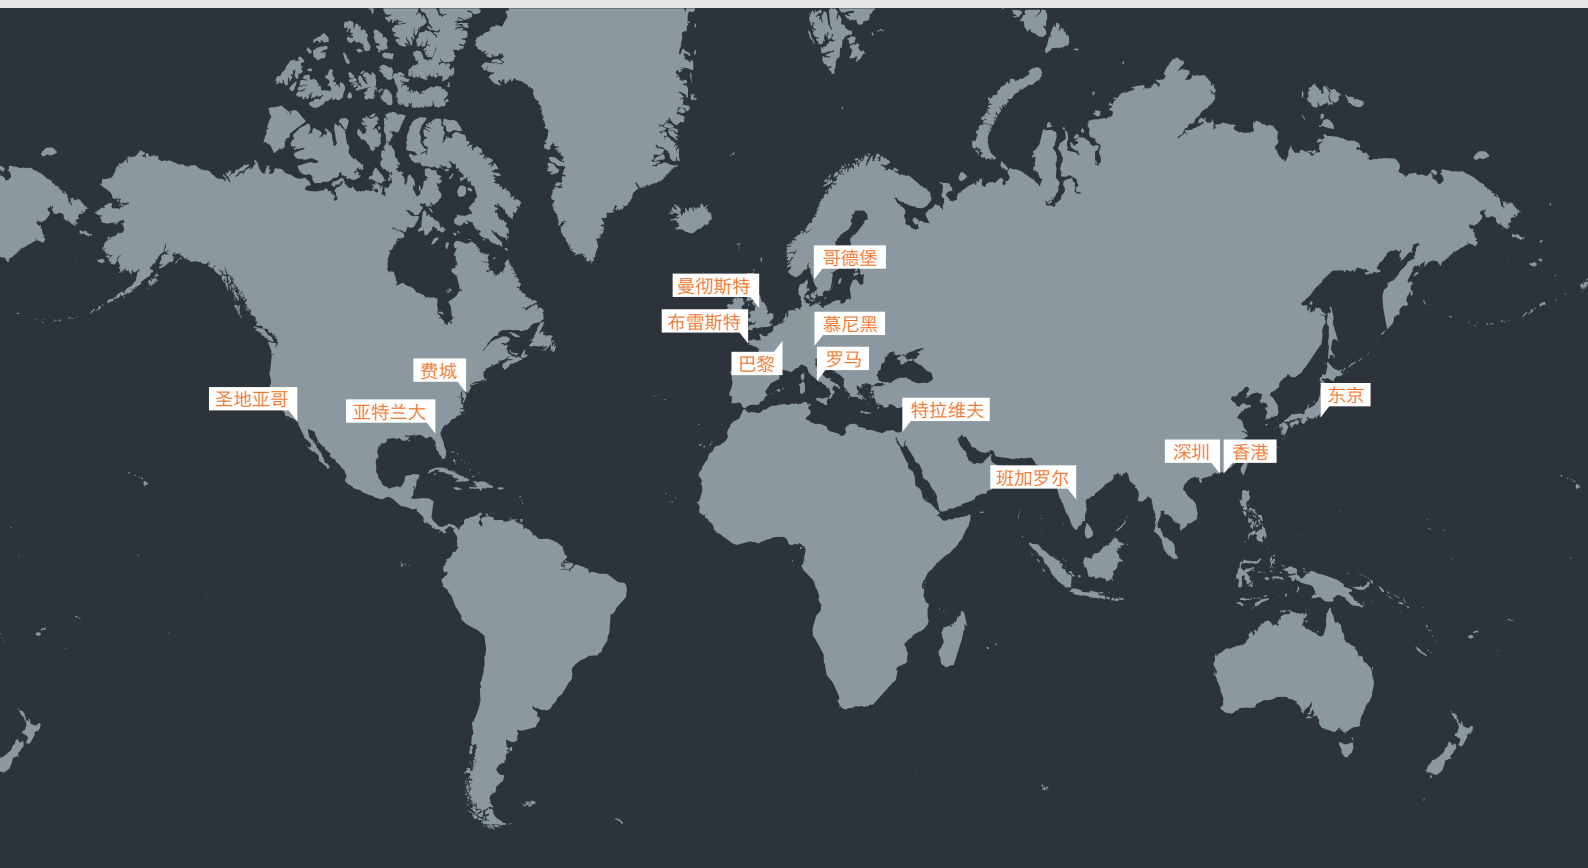 哥德堡
曼彻斯特
布雷斯特
慕尼黑
巴黎
罗马
费城
圣地亚哥
亚特兰大
东京
特拉维夫
深圳
香港
班加罗尔